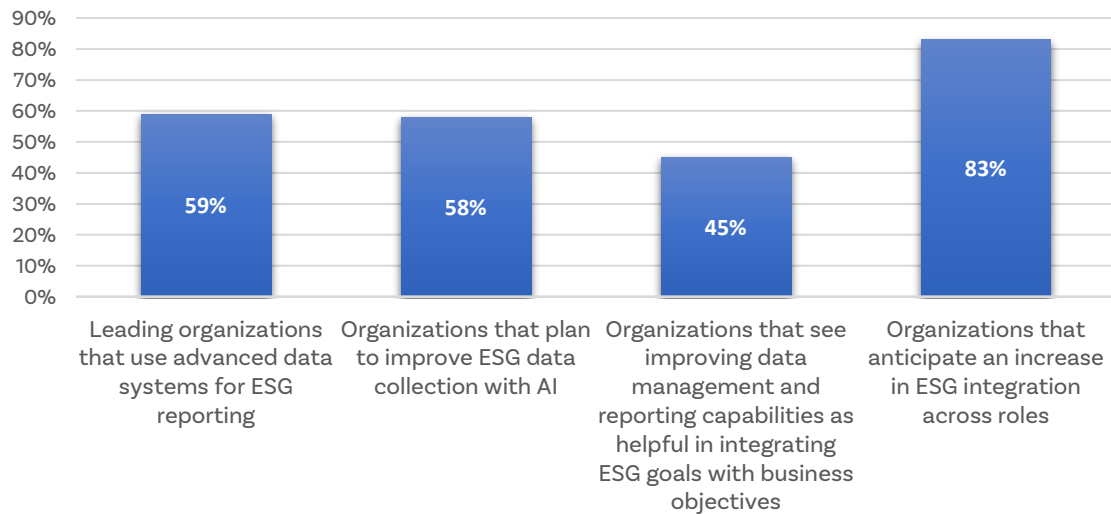 90%
80%
70%
60%
50%
40%
30%
20%
10%
0%
59%
58%
45%
83%
Leading organizations
that use advanced data
systems for ESG
reporting
Organizations that plan
to improve ESG data
collection with AI
Organizations that see
improving data
management and
reporting capabilities as
helpful in integrating
ESG goals with business
objectives
Organizations that
anticipate an increase
in ESG integration
across roles